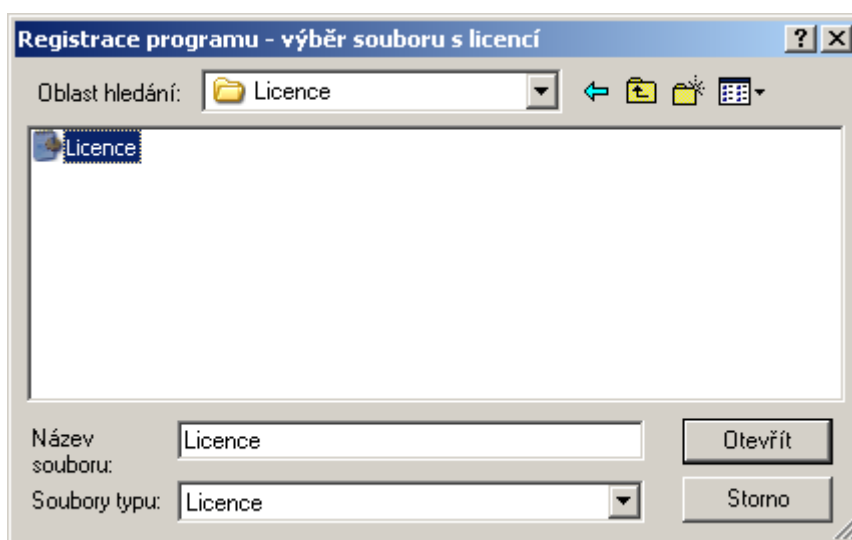 Registrace programu - výběr souboru s licencí
Oblast hledání: Licence
Licence
Název souboru: Licence
Otevřít
Soubory typu: Licence
Storno